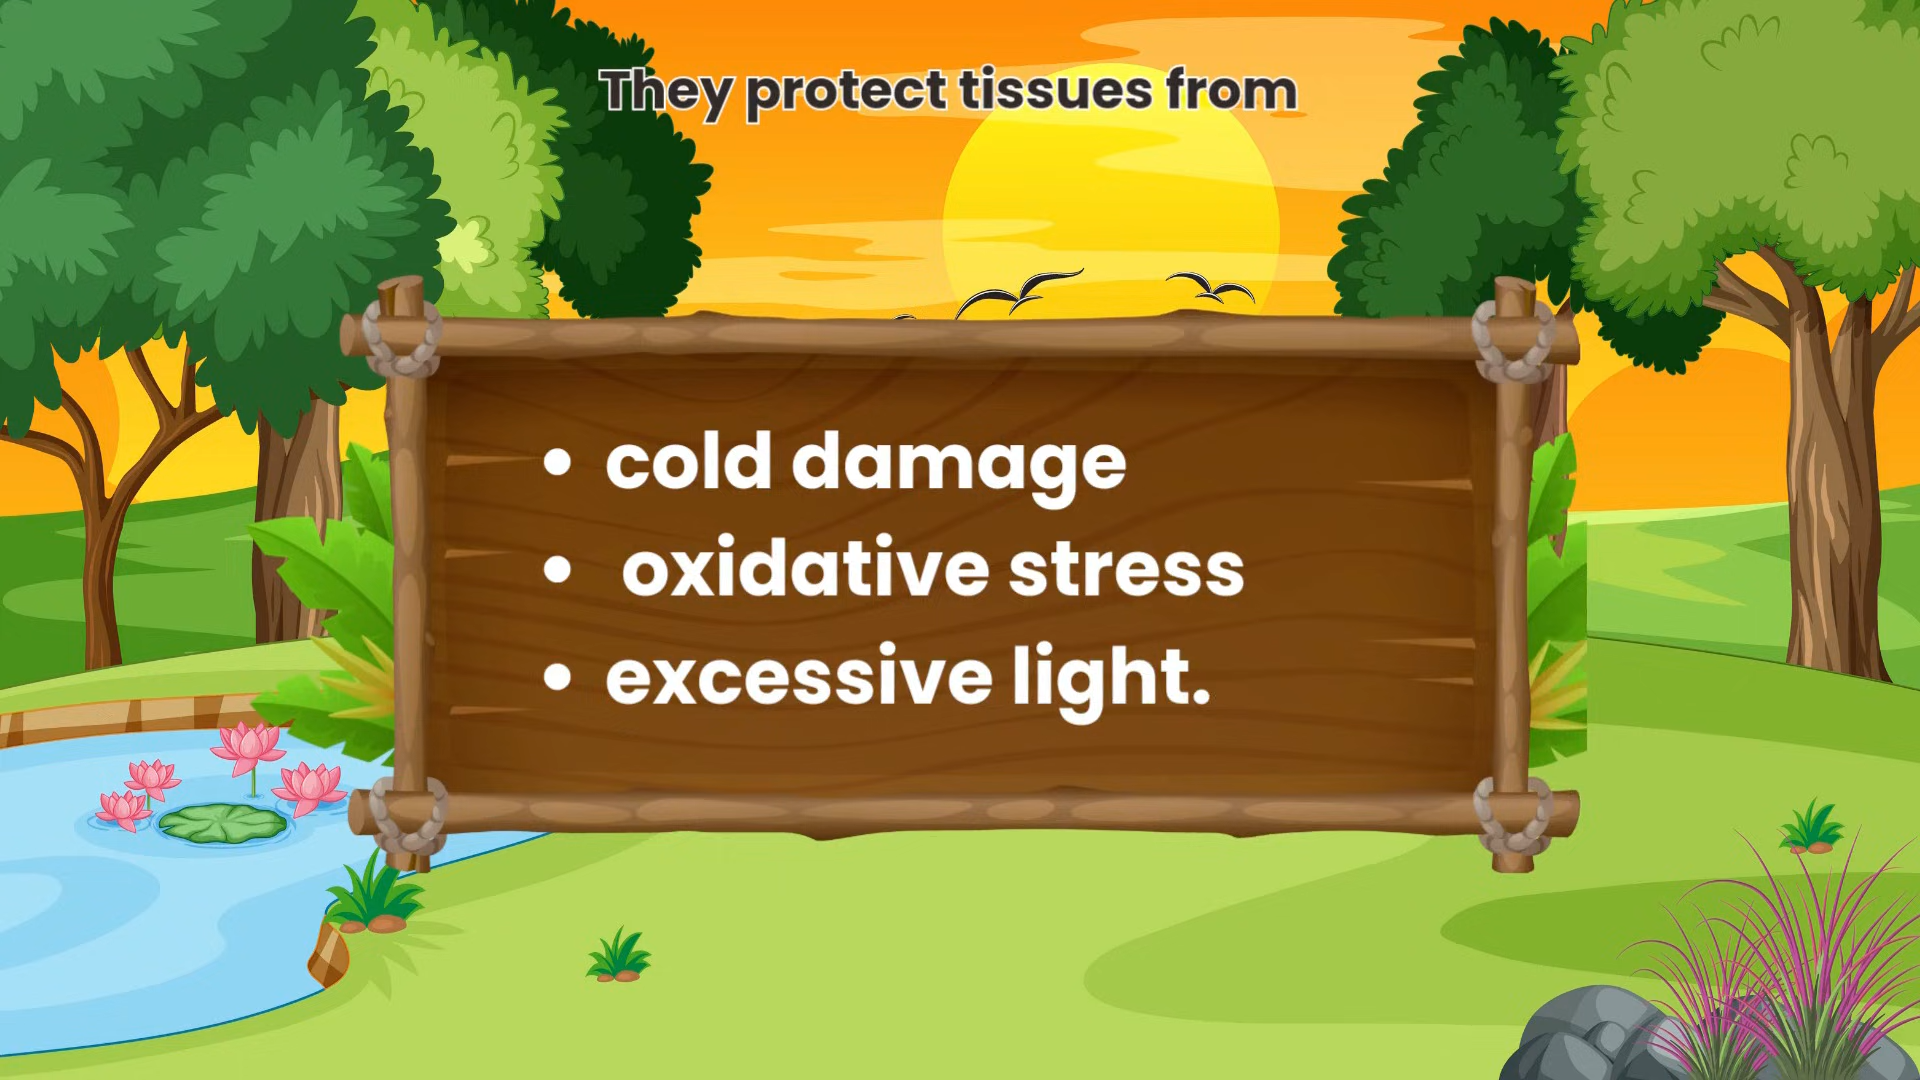 They protect tissues from
• cold damage
• oxidative stress
• excessive light.